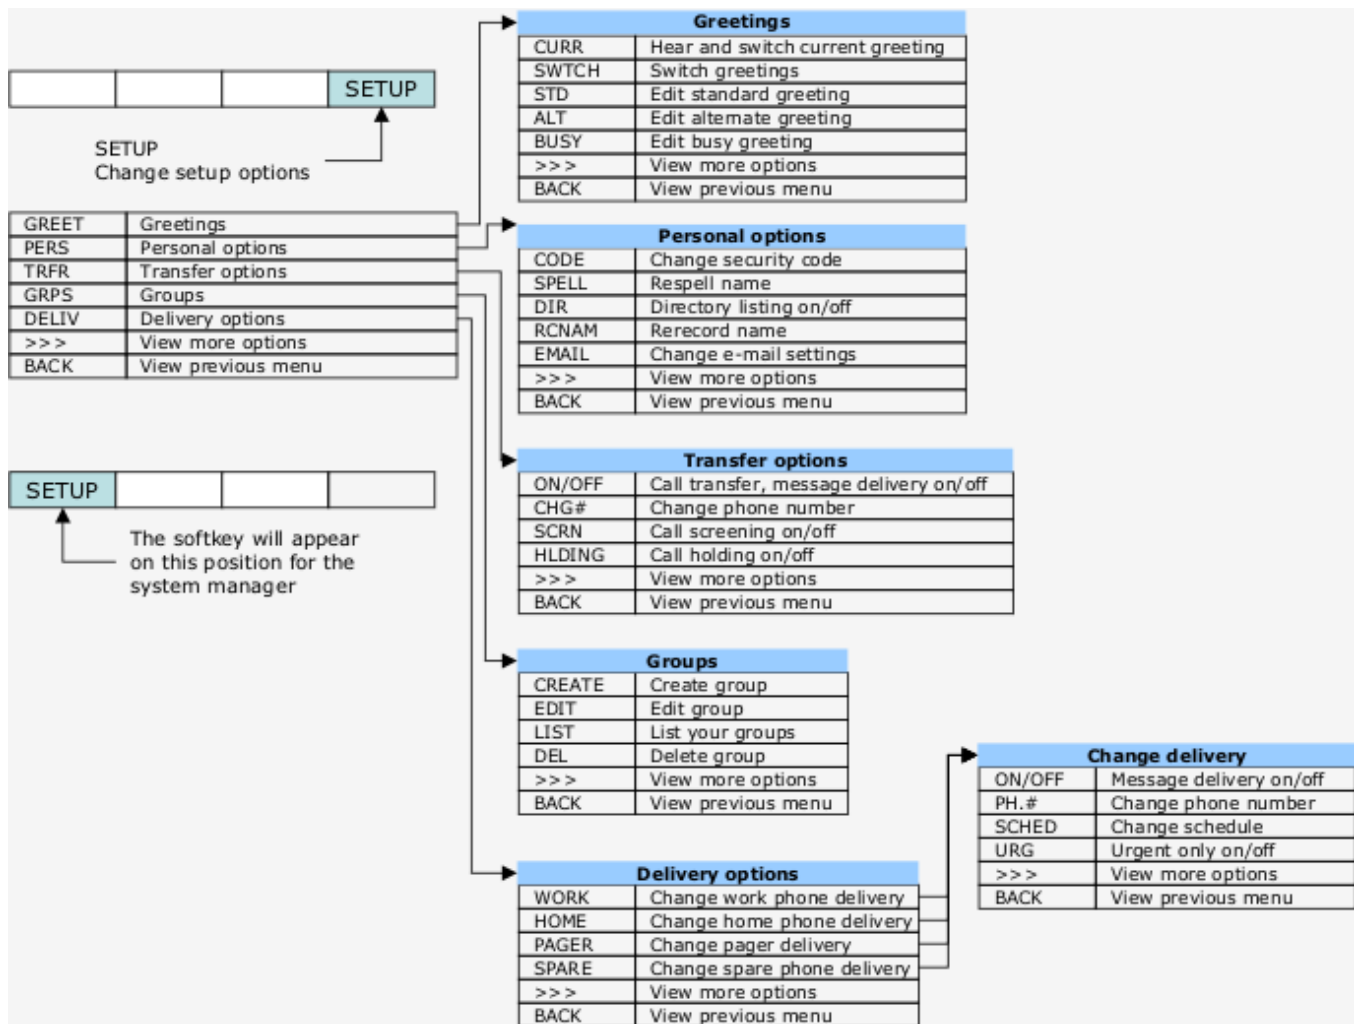 SETUP
SETUP
Change setup options
GREET Greetings
PERS Personal options
TRFR Transfer options
GRPS Groups
DELIV Delivery options
>>> View more options
BACK View previous menu
SETUP
The softkey will appear
on this position for the
system manager
Greetings
CURR Hear and switch current greeting
SWTCH Switch greetings
STD Edit standard greeting
ALT Edit alternate greeting
BUSY Edit busy greeting
>>> View more options
BACK View previous menu
Personal options
CODE Change security code
SPELL Respell name
DIR Directory listing on/off
RCNAM Rerecord name
EMAIL Change e-mail settings
>>> View more options
BACK View previous menu
Transfer options
ON/OFF Call transfer, message delivery on/off
CHG# Change phone number
SCRN Call screening on/off
HLDING Call holding on/off
>>> View more options
BACK View previous menu
Groups
CREATE Create group
EDIT Edit group
LIST List your groups
DEL Delete group
>>> View more options
BACK View previous menu
Delivery options
WORK Change work phone delivery
HOME Change home phone delivery
PAGER Change pager delivery
SPARE Change spare phone delivery
>>> View more options
BACK View previous menu
Change delivery
ON/OFF Message delivery on/off
PH.# Change phone number
SCHED Change schedule
URG Urgent only on/off
>>> View more options
BACK View previous menu